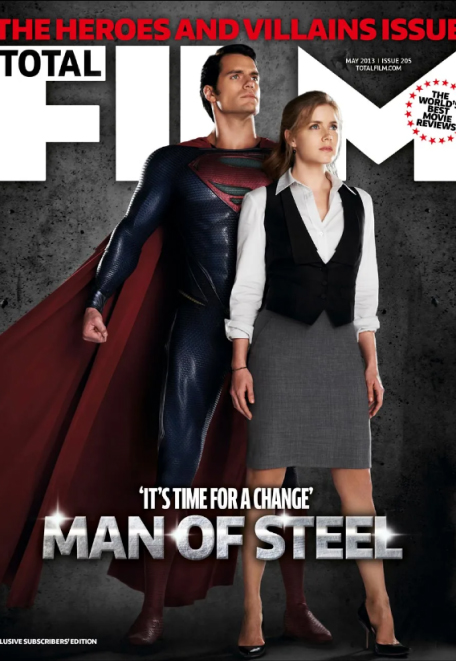 THE HEROES AND VILLAINS ISSUE
TOTAL
FILM
MAY 2013 | ISSUE 205
TOTALFILM.COM
THE
WORLD'S
BEST
MOVIE
REVIEWS
'IT'S TIME FOR A CHANGE'
MAN OF STEEL
LUSIVE SUBSCRIBERS' EDITION